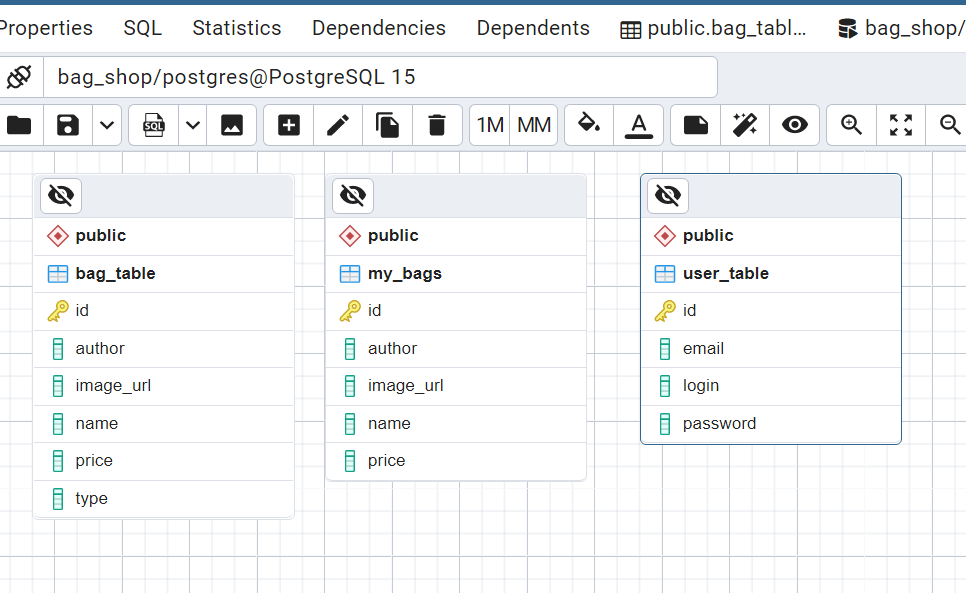 Properties SQL Statistics Dependencies Dependents public.bag_tabl... bag_shop/
bag_shop/postgres@PostgreSQL 15
SQL 1M MM A
public
bag_table
id
author
image_url
name
price
type
public
my_bags
id
author
image_url
name
price
public
user_table
id
email
login
password